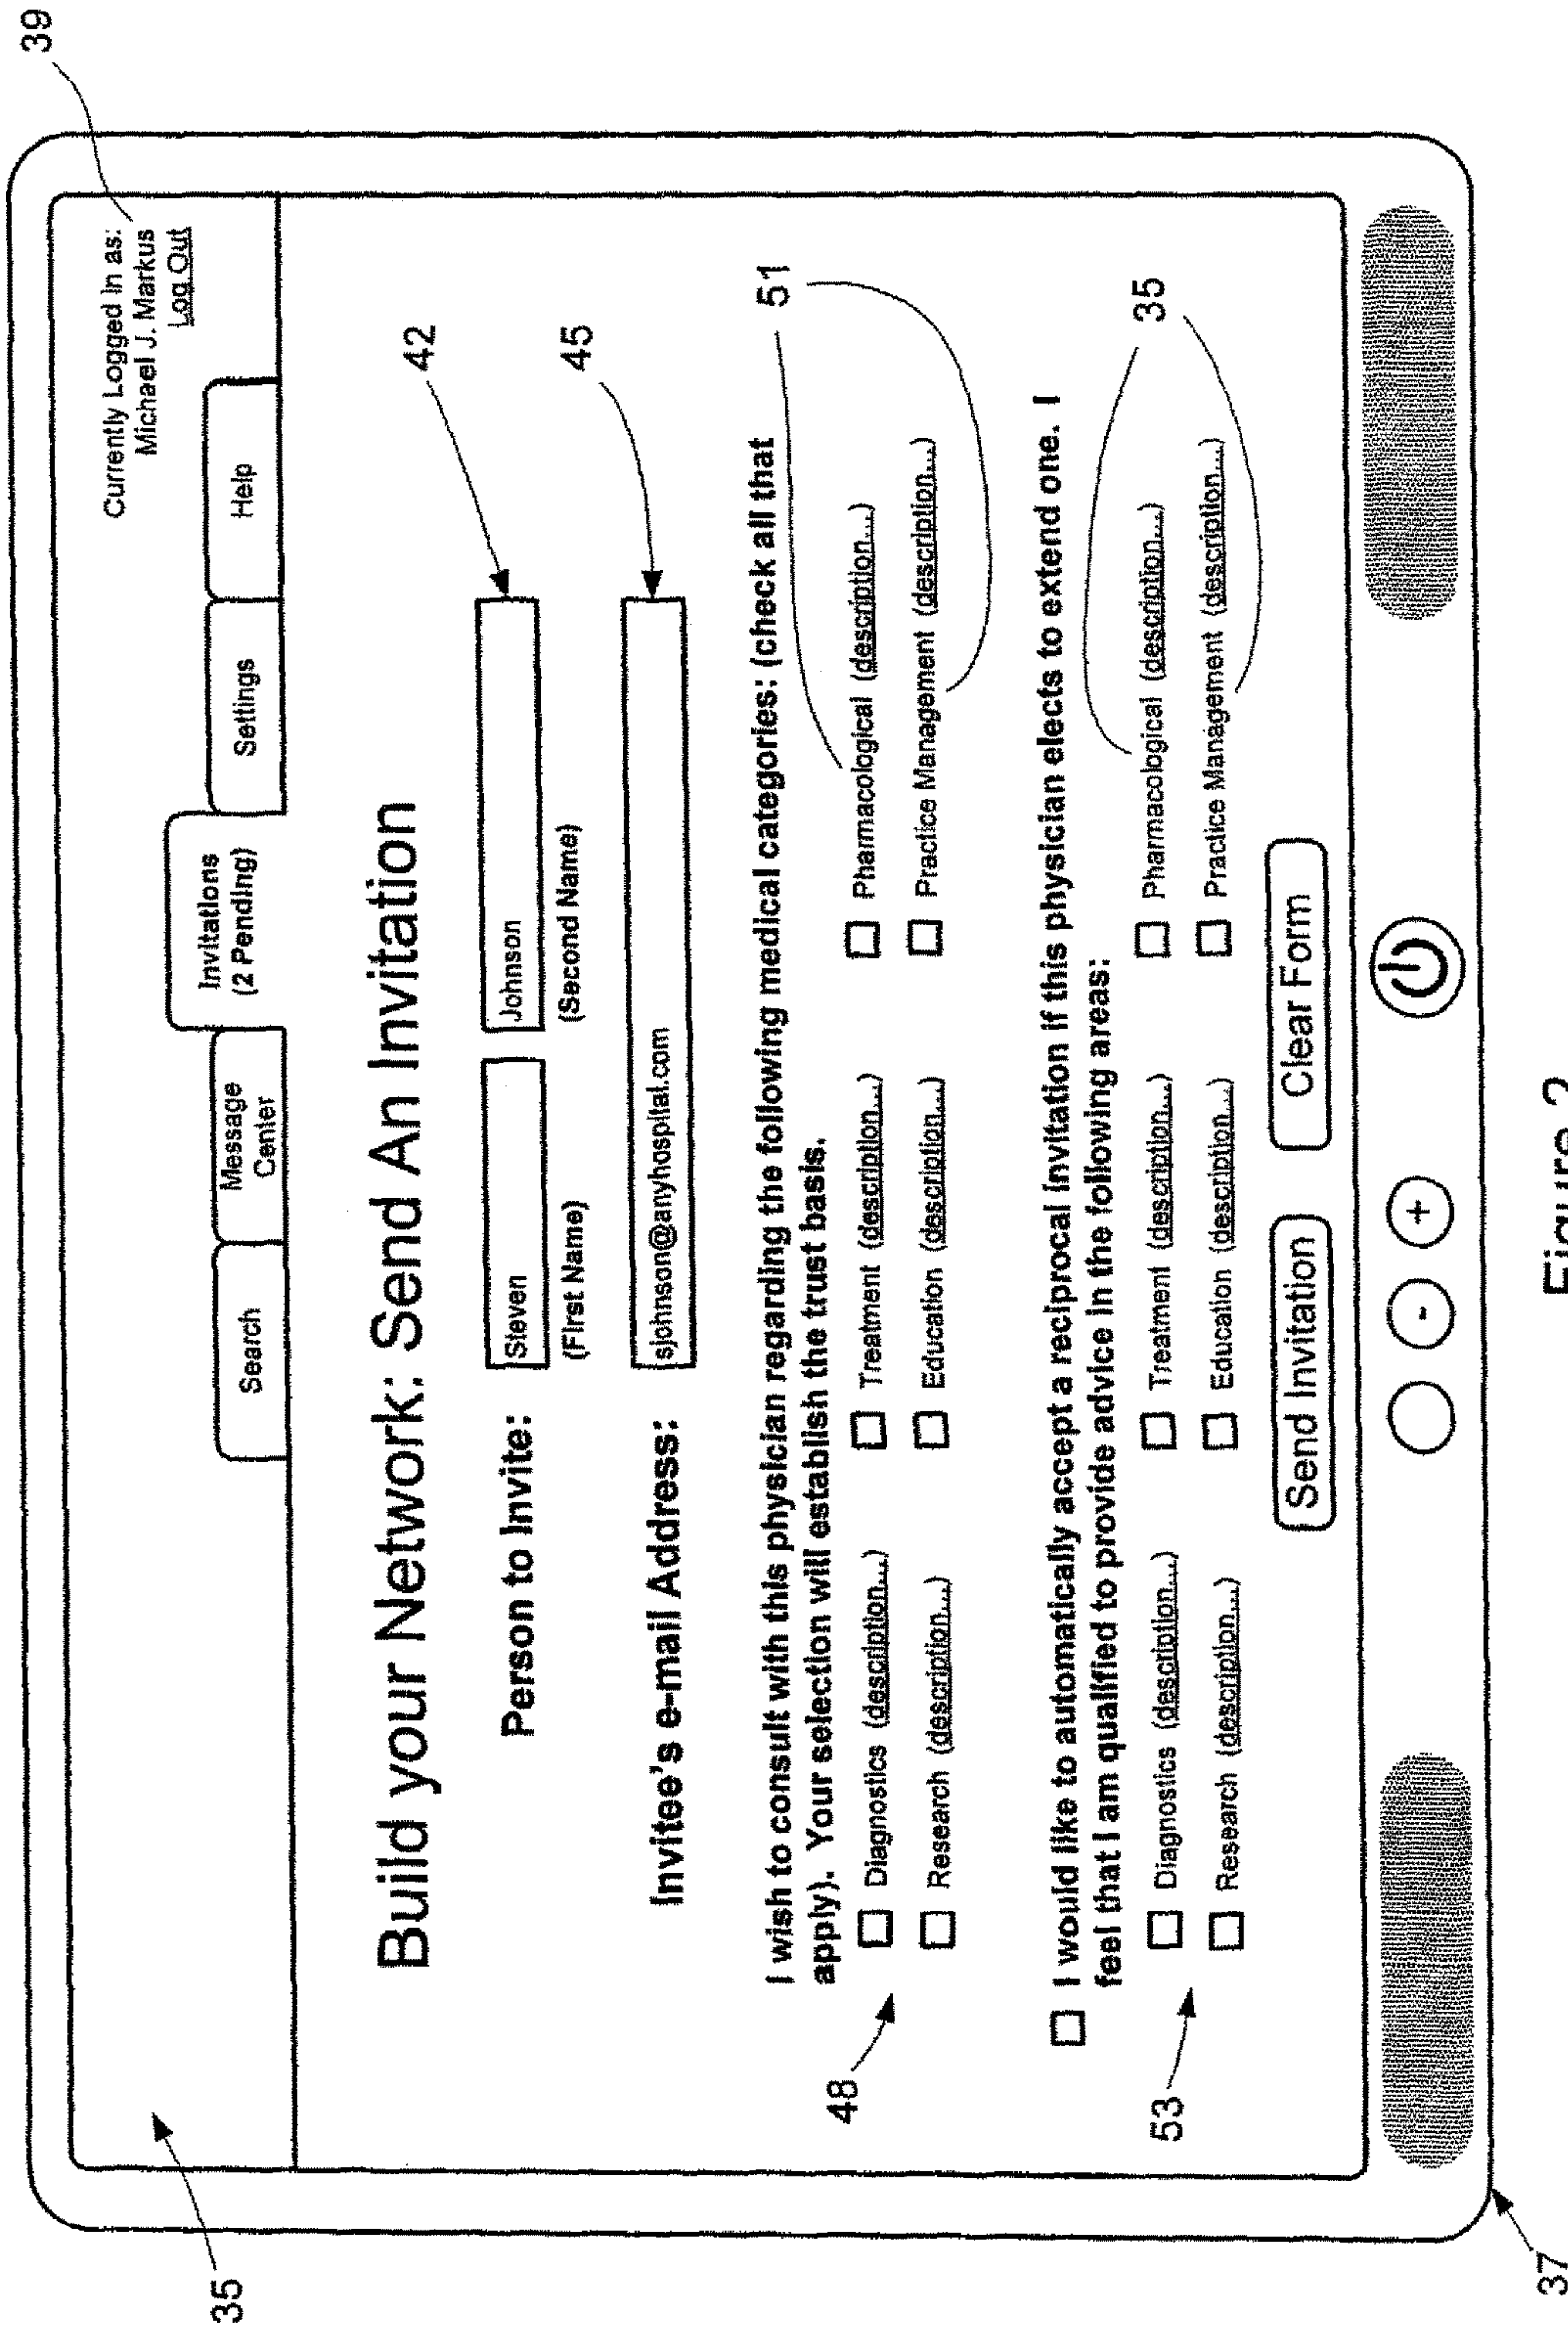 39
Currently Logged In as:
Michael J. Markus
Log Out
35
Search
Message
Center
Invitations
(2 Pending)
Settings
Help
Build your Network: Send An Invitation
42
Person to Invite:
Steven
Johnson
(First Name)
(Second Name)
45
Invitee's e-mail Address:
sjohnson@anyhospital.com
I wish to consult with this physician regarding the following medical categories: (check all that
apply). Your selection will establish the trust basis.
51
48
Diagnostics (description...)
Treatment (description...)
Pharmacological (description...)
Research (description...)
Education (description...)
Practice Management (description...)
I would like to automatically accept a reciprocal invitation if this physician elects to extend one. I
feel that I am qualified to provide advice in the following areas:
35
53
Diagnostics (description...)
Treatment (description...)
Pharmacological (description...)
Research (description...)
Education (description...)
Practice Management (description...)
Send Invitation
Clear Form
- +
37
Figure 2